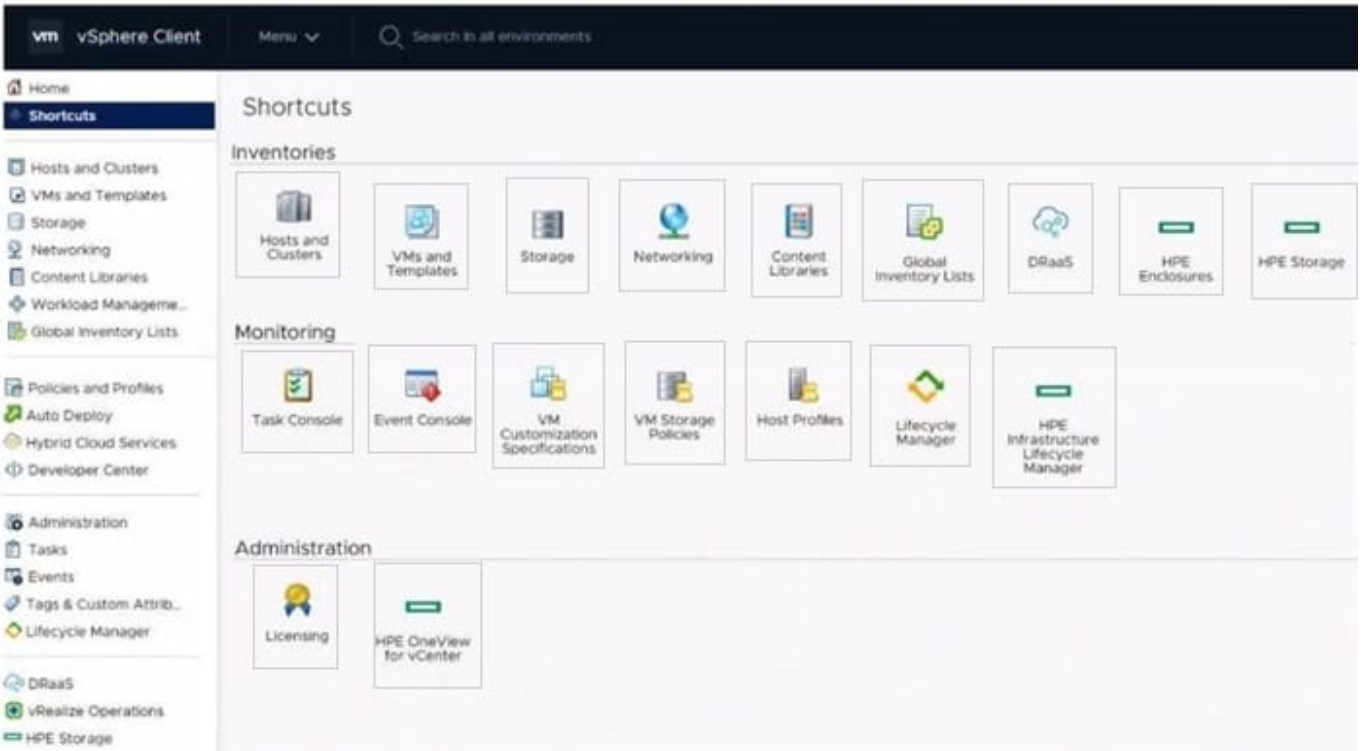 vm vSphere Client Menu Search in all environments
Home
Shortcuts
Hosts and Clusters
VMs and Templates
Storage
Networking
Content Libraries
Workload Manageme...
Global Inventory Lists
Policies and Profiles
Auto Deploy
Hybrid Cloud Services
Developer Center
Administration
Tasks
Events
Tags & Custom Attrib...
Lifecycle Manager
DRaaS
vRealize Operations
HPE Storage
Shortcuts
Inventories
Hosts and
Clusters
VMs and
Templates
Storage
Networking
Content
Libraries
Global
Inventory Lists
DRaaS
HPE
Enclosures
HPE Storage
Monitoring
Task Console
Event Console
VM
Customization
Specifications
VM Storage
Policies
Host Profiles
Lifecycle
Manager
HPE
Infrastructure
Lifecycle
Manager
Administration
Licensing
HPE OneView
for vCenter